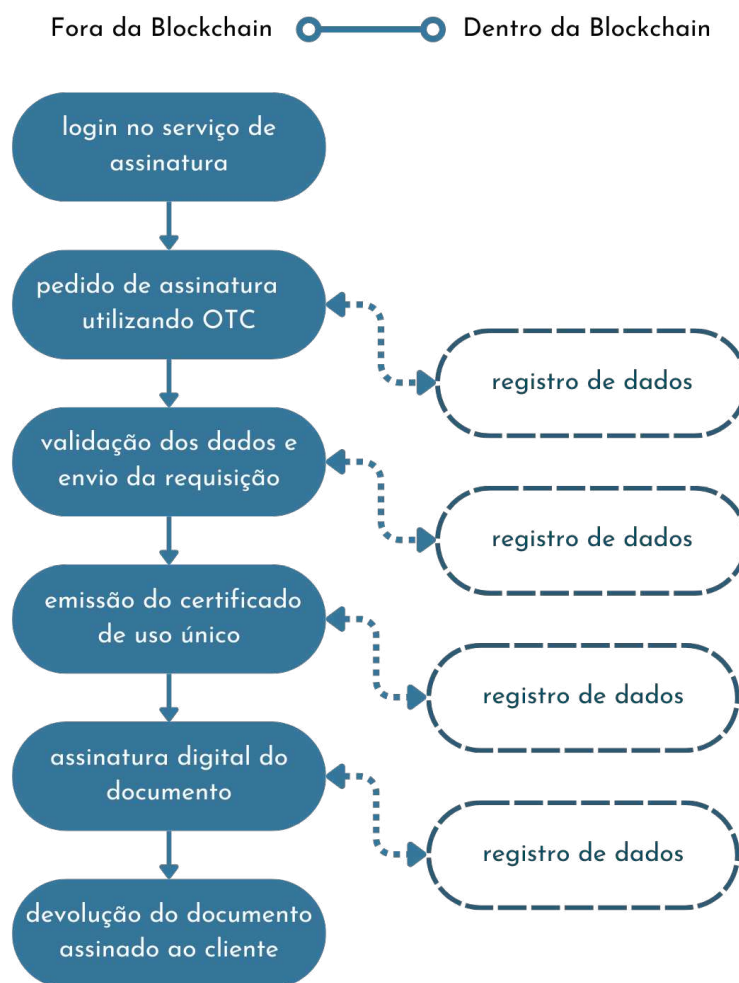 Fora da Blockchain
Dentro da Blockchain
login no serviço de
assinatura
pedido de assinatura
utilizando OTC
registro de dados
validação dos dados e
envio da requisição
registro de dados
emissão do certificado
de uso único
registro de dados
assinatura digital do
documento
registro de dados
devolução do documento
assinado ao cliente